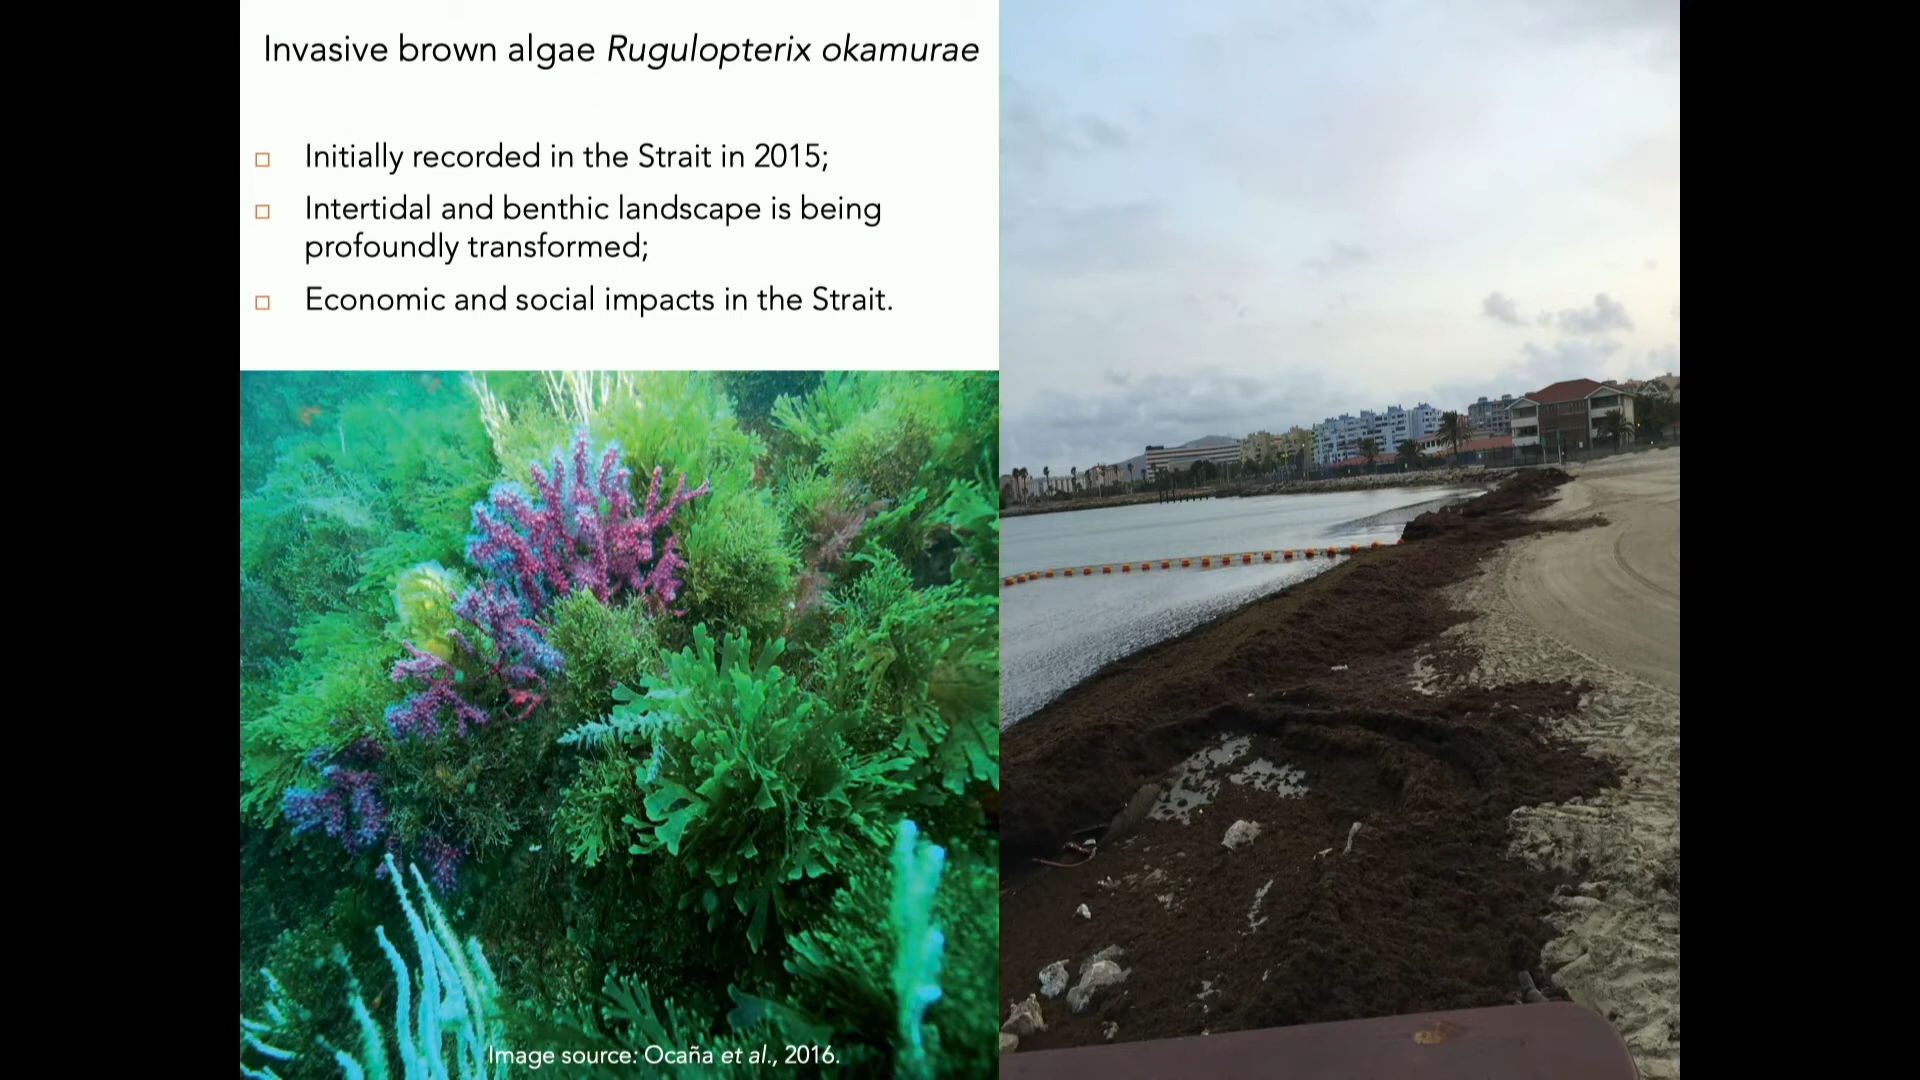 Invasive brown algae Rugulopterix okamurae
Initially recorded in the Strait in 2015;
Intertidal and benthic landscape is being
profoundly transformed;
Economic and social impacts in the Strait.
Image source: Ocaña et al., 2016.